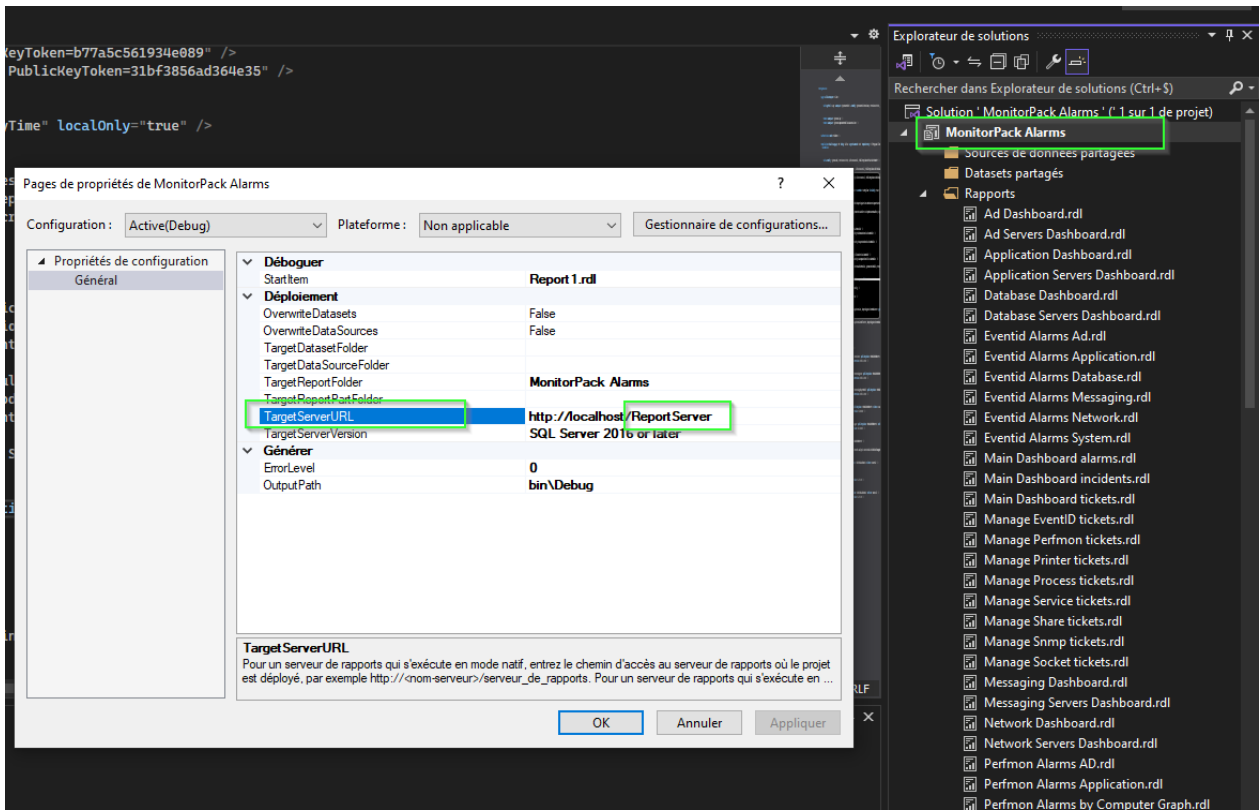 keyToken=b77a5c561934e089" />
PublicKeyToken=31bf3856ad364e35" />
yTime" localOnly="true" />
Pages de propriétés de MonitorPack Alarms
Configuration :
Active(Debug)
Plateforme :
Non applicable
Gestionnaire de configurations...
Propriétés de configuration
Général
Déboguer
StartItem Report1.rdl
Déploiement
OverwriteDatasets False
OverwriteDataSources False
TargetDatasetFolder
TargetDataSourceFolder
TargetReportFolder MonitorPack Alarms
TargetReportPartFolder
TargetServerURL http://localhost/ReportServer
TargetServerVersion SQL Server 2016 or later
Générer
ErrorLevel 0
OutputPath bin\Debug
TargetServerURL
Pour un serveur de rapports qui s'exécute en mode natif, entrez le chemin d'accès au serveur de rapports où le projet
est déployé, par exemple http://<nom-serveur>/serveur_de_rapports. Pour un serveur de rapports qui s'exécute en ...
OK
Annuler
Appliquer
RLF
Explorateur de solutions
Rechercher dans Explorateur de solutions (Ctrl+$)
Solution ' MonitorPack Alarms ' (' 1 sur 1 de projet)
MonitorPack Alarms
Sources de données partagées
Datasets partagés
Rapports
Ad Dashboard.rdl
Ad Servers Dashboard.rdl
Application Dashboard.rdl
Application Servers Dashboard.rdl
Database Dashboard.rdl
Database Servers Dashboard.rdl
Eventid Alarms Ad.rdl
Eventid Alarms Application.rdl
Eventid Alarms Database.rdl
Eventid Alarms Messaging.rdl
Eventid Alarms Network.rdl
Eventid Alarms System.rdl
Main Dashboard alarms.rdl
Main Dashboard incidents.rdl
Main Dashboard tickets.rdl
Manage EventID tickets.rdl
Manage Perfmon tickets.rdl
Manage Printer tickets.rdl
Manage Process tickets.rdl
Manage Service tickets.rdl
Manage Share tickets.rdl
Manage Snmp tickets.rdl
Manage Socket tickets.rdl
Messaging Dashboard.rdl
Messaging Servers Dashboard.rdl
Network Dashboard.rdl
Network Servers Dashboard.rdl
Perfmon Alarms AD.rdl
Perfmon Alarms Application.rdl
Perfmon Alarms by Computer Graph.rdl